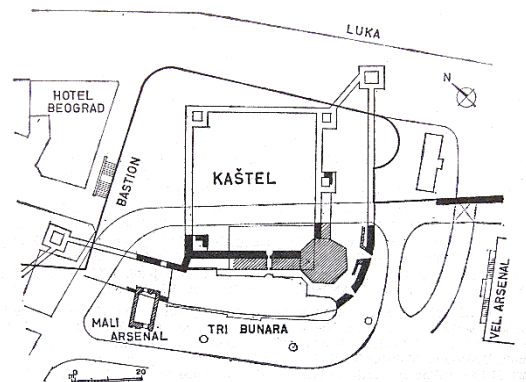 LUKA
N
HOTEL
BEOGRAD
BASTION
KAŠTEL
VEL. ARSENAL
MALI
ARSENAL
TRI BUNARA
0 20